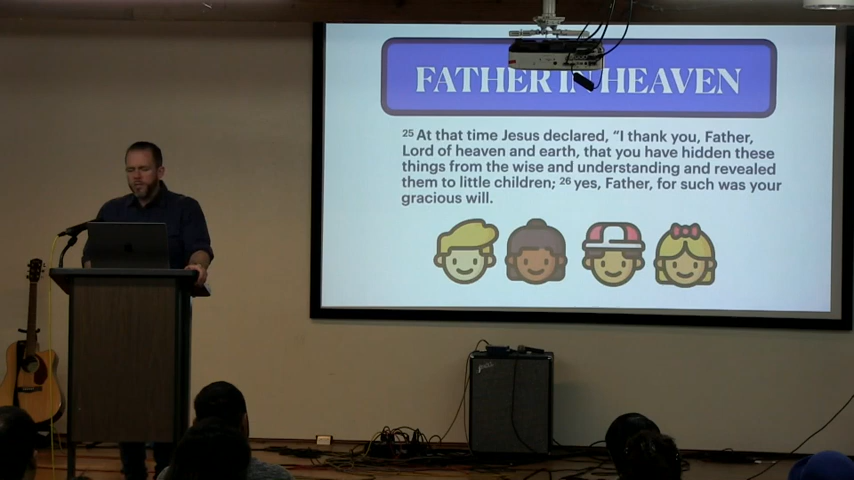 FATHER IN HEAVEN
25 At that time Jesus declared, “I thank you, Father,
Lord of heaven and earth, that you have hidden these
things from the wise and understanding and revealed
them to little children; 26 yes, Father, for such was your
gracious will.